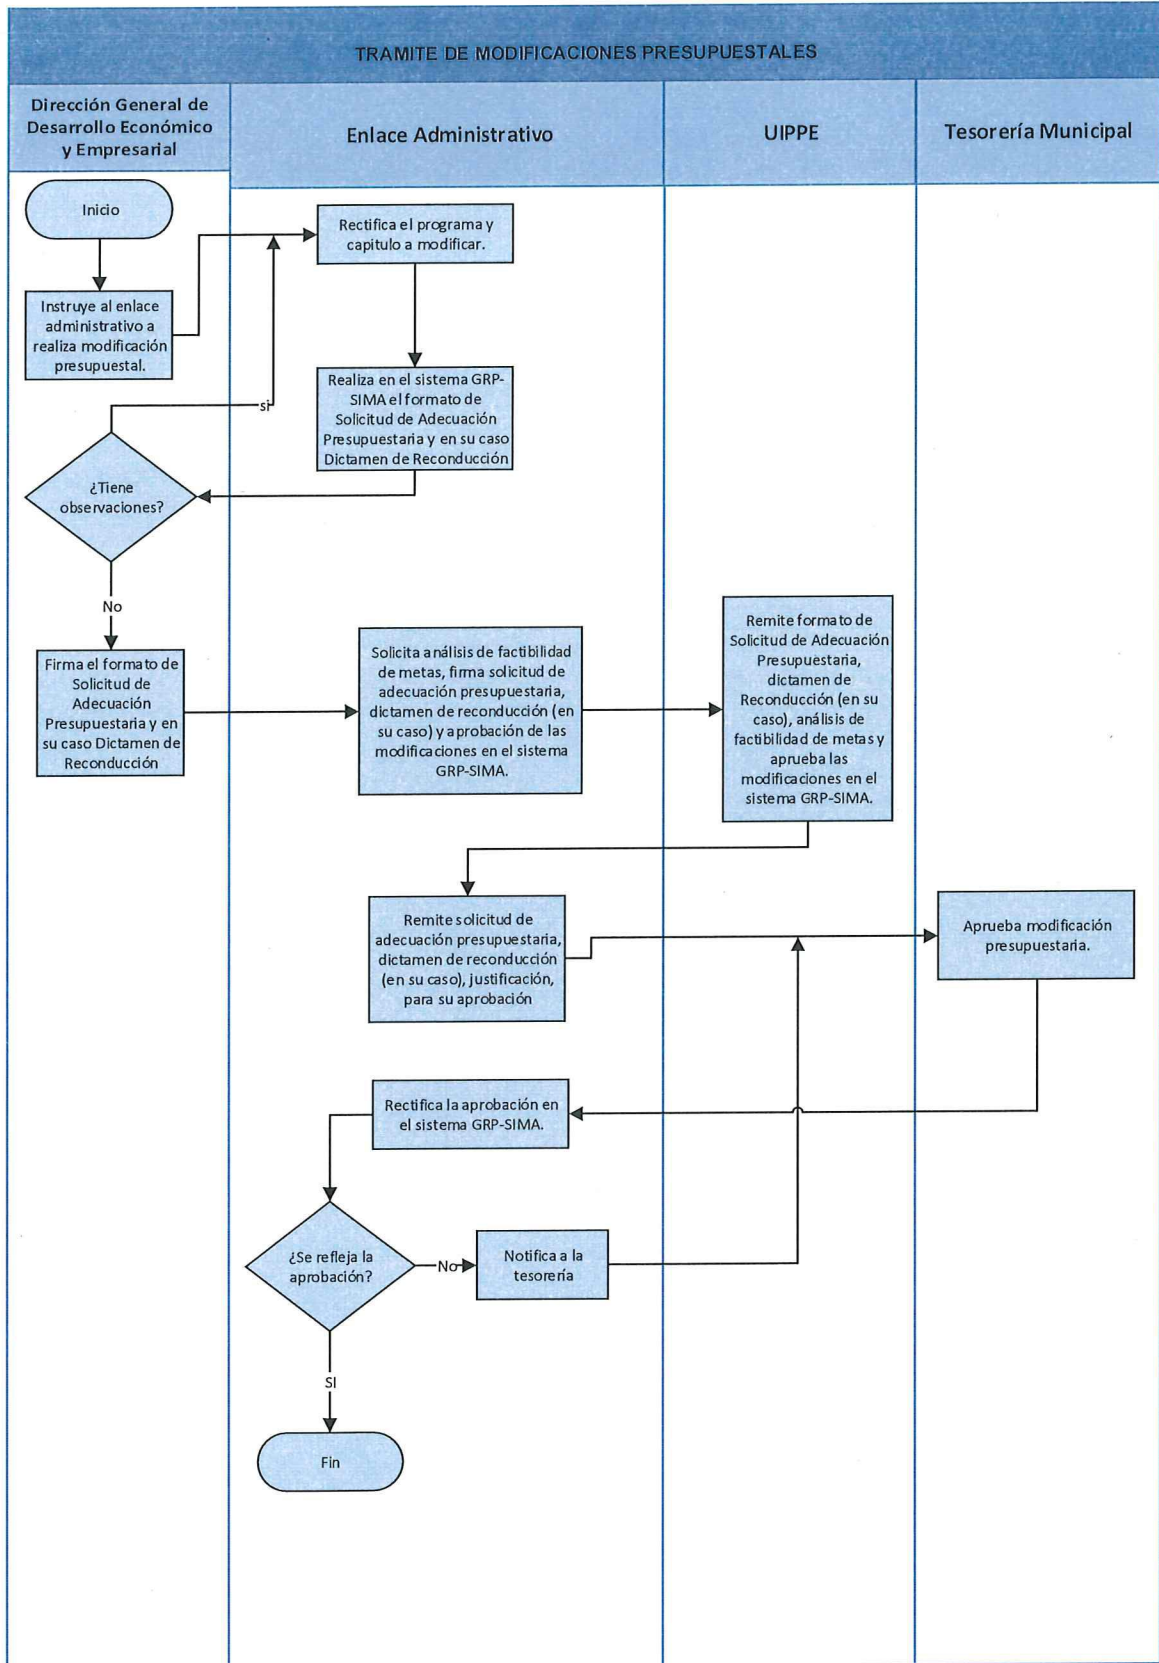 TRAMITE DE MODIFICACIONES PRESUPUESTALES
Dirección General de
Desarrollo Económico
y Empresarial
Enlace Administrativo
UIPPE
Tesorería Municipal
Inicio
Rectifica el programa y
capitulo a modificar.
Instruye al enlace
administrativo a
realiza modificación
presupuestal.
Realiza en el sistema GRP-
SIMA el formato de
Solicitud de Adecuación
Presupuestaria y en su caso
Dictamen de Reconducción
si
¿Tiene
observaciones?
No
Firma el formato de
Solicitud de
Adecuación
Presupuestaria y en
su caso Dictamen de
Reconducción
Solicita análisis de factibilidad
de metas, firma solicitud de
adecuación presupuestaria,
dictamen de reconducción (en
su caso) y aprobación de las
modificaciones en el sistema
GRP-SIMA.
Remite formato de
Solicitud de Adecuación
Presupuestaria,
dictamen de
Reconducción (en su
caso), análisis de
factibilidad de metas y
aprueba las
modificaciones en el
sistema GRP-SIMA.
Remite solicitud de
adecuación presupuestaria,
dictamen de reconducción
(en su caso), justificación,
para su aprobación
Aprueba modificación
presupuestaria.
Rectifica la aprobación en
el sistema GRP-SIMA.
¿Se refleja la
aprobación?
No
Notifica a la
tesorería
SI
Fin